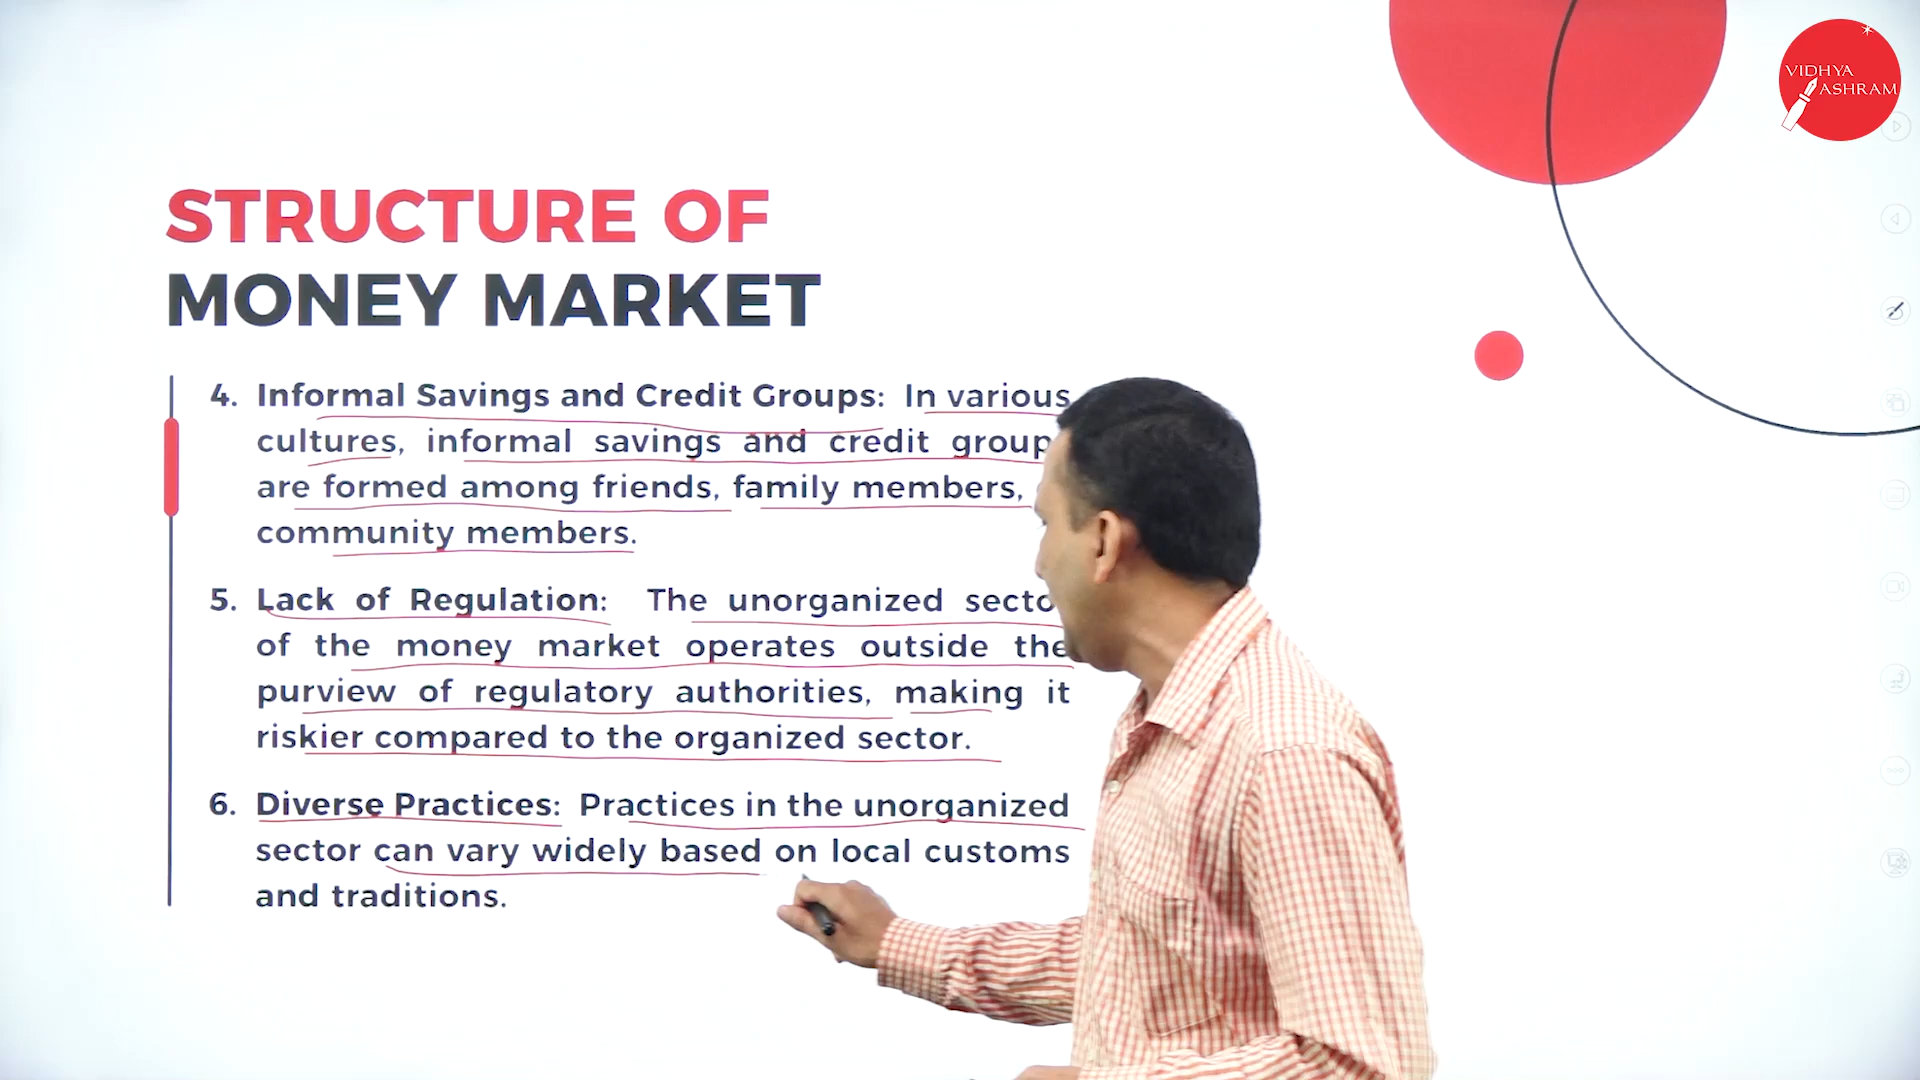 VIDHYA
ASHRAM
STRUCTURE OF
MONEY MARKET
4. Informal Savings and Credit Groups: In various
cultures, informal savings and credit group
are formed among friends, family members,
community members.
5. Lack of Regulation: The unorganized secto
of the money market operates outside the
purview of regulatory authorities, making it
riskier compared to the organized sector.
6. Diverse Practices: Practices in the unorganized
sector can vary widely based on local customs
and traditions.